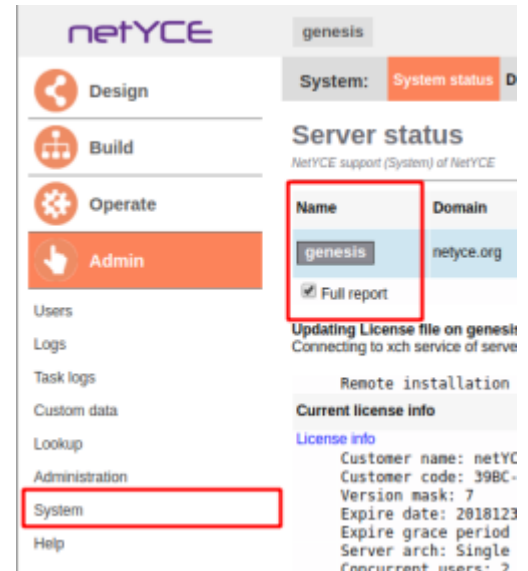 netYCE
genesis
Design
Build
Operate
Admin
Users
Logs
Task logs
Custom data
Lookup
Administration
System
Help
System: System status
Server status
NetYCE support (System) of NetYCE
Name Domain
genesis netyce.org
Full report
Updating License file on genesis
Connecting to xch service of serve
Remote installation
Current license info
License info
Customer name: netYC
Customer code: 39BC-
Version mask: 7
Expire date: 2018123
Expire grace period
Server arch: Single
Concurrent users: 2